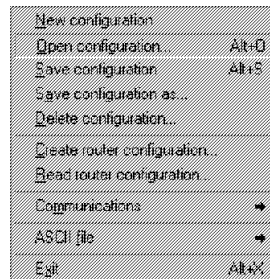 New configuration
Open configuration... Alt+O
Save configuration Alt+S
Save configuration as...
Delete configuration...
Create router configuration...
Read router configuration...
Communications
ASCII file
Exit Alt+X